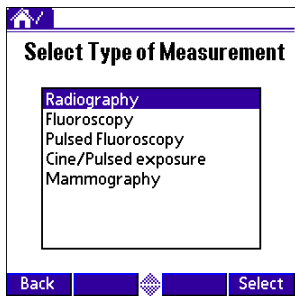 /
Select Type of Measurement
Radiography
Fluoroscopy
Pulsed Fluoroscopy
Cine/Pulsed exposure
Mammography
Back Select